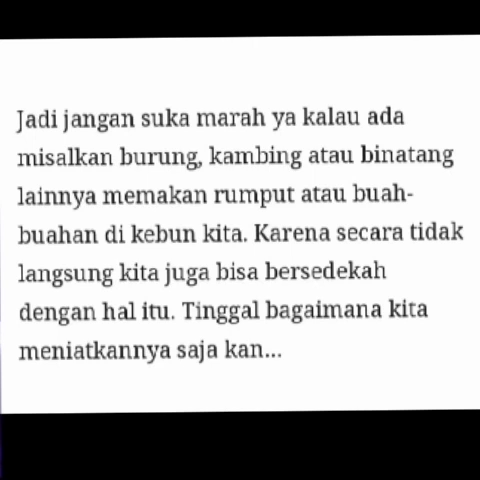 Jadi jangan suka marah ya kalau ada
misalkan burung, kambing atau binatang
lainnya memakan rumput atau buah-
buahan di kebun kita. Karena secara tidak
langsung kita juga bisa bersedekah
dengan hal itu. Tinggal bagaimana kita
meniatkannya saja kan...